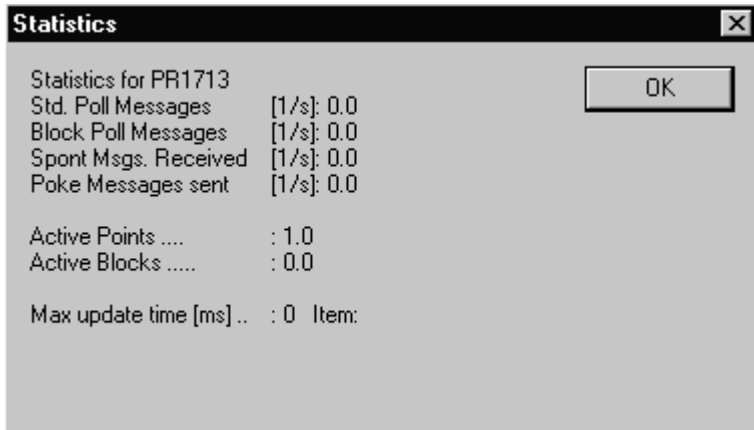 Statistics
Statistics for PR1713
OK
Std. Poll Messages [1/s]: 0.0
Block Poll Messages [1/s]: 0.0
Spont Msgs. Received [1/s]: 0.0
Poke Messages sent [1/s]: 0.0
Active Points .... : 1.0
Active Blocks ..... : 0.0
Max update time [ms] .. : 0 Item: